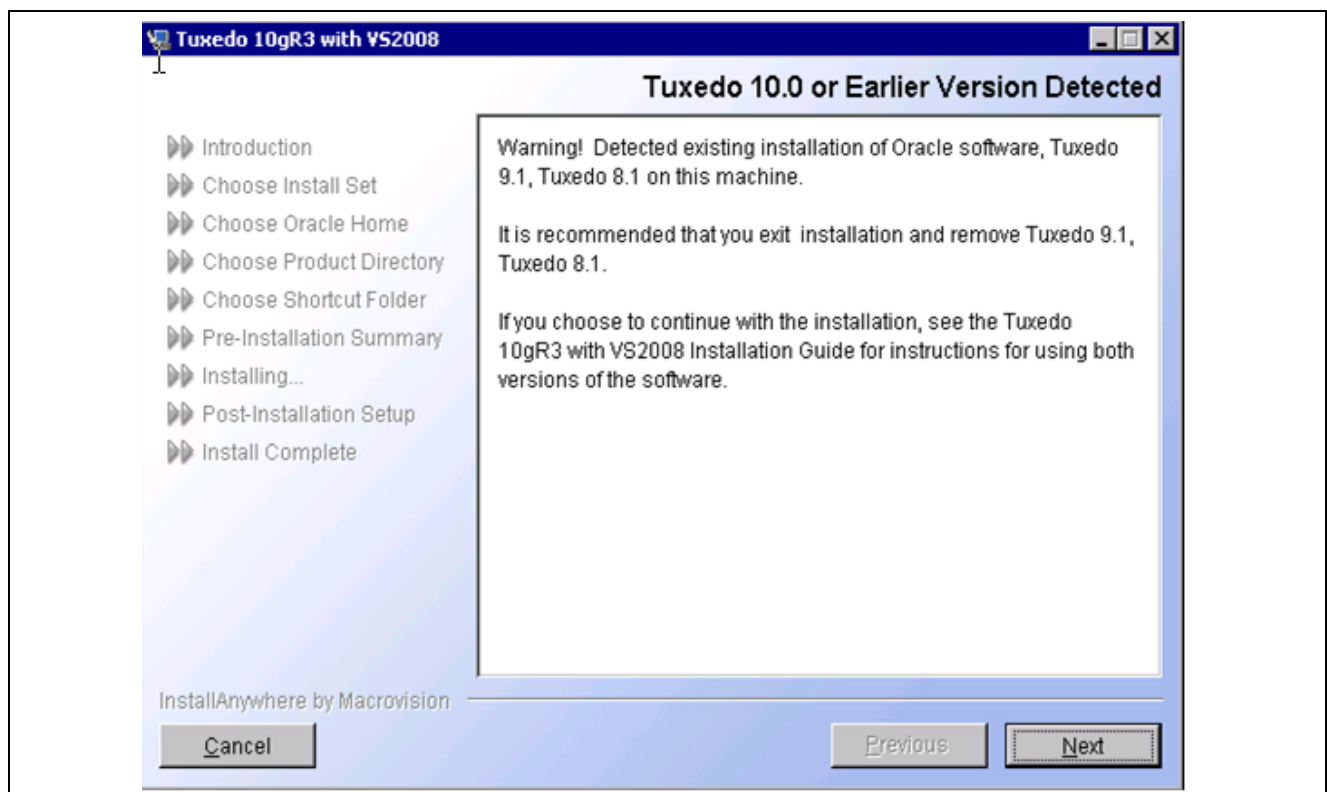 Tuxedo 10gR3 with VS2008
Tuxedo 10.0 or Earlier Version Detected
Introduction
Choose Install Set
Choose Oracle Home
Choose Product Directory
Choose Shortcut Folder
Pre-Installation Summary
Installing...
Post-Installation Setup
Install Complete
Warning! Detected existing installation of Oracle software, Tuxedo
9.1, Tuxedo 8.1 on this machine.
It is recommended that you exit installation and remove Tuxedo 9.1,
Tuxedo 8.1.
If you choose to continue with the installation, see the Tuxedo
10gR3 with VS2008 Installation Guide for instructions for using both
versions of the software.
InstallAnywhere by Macrovision
Cancel
Previous
Next